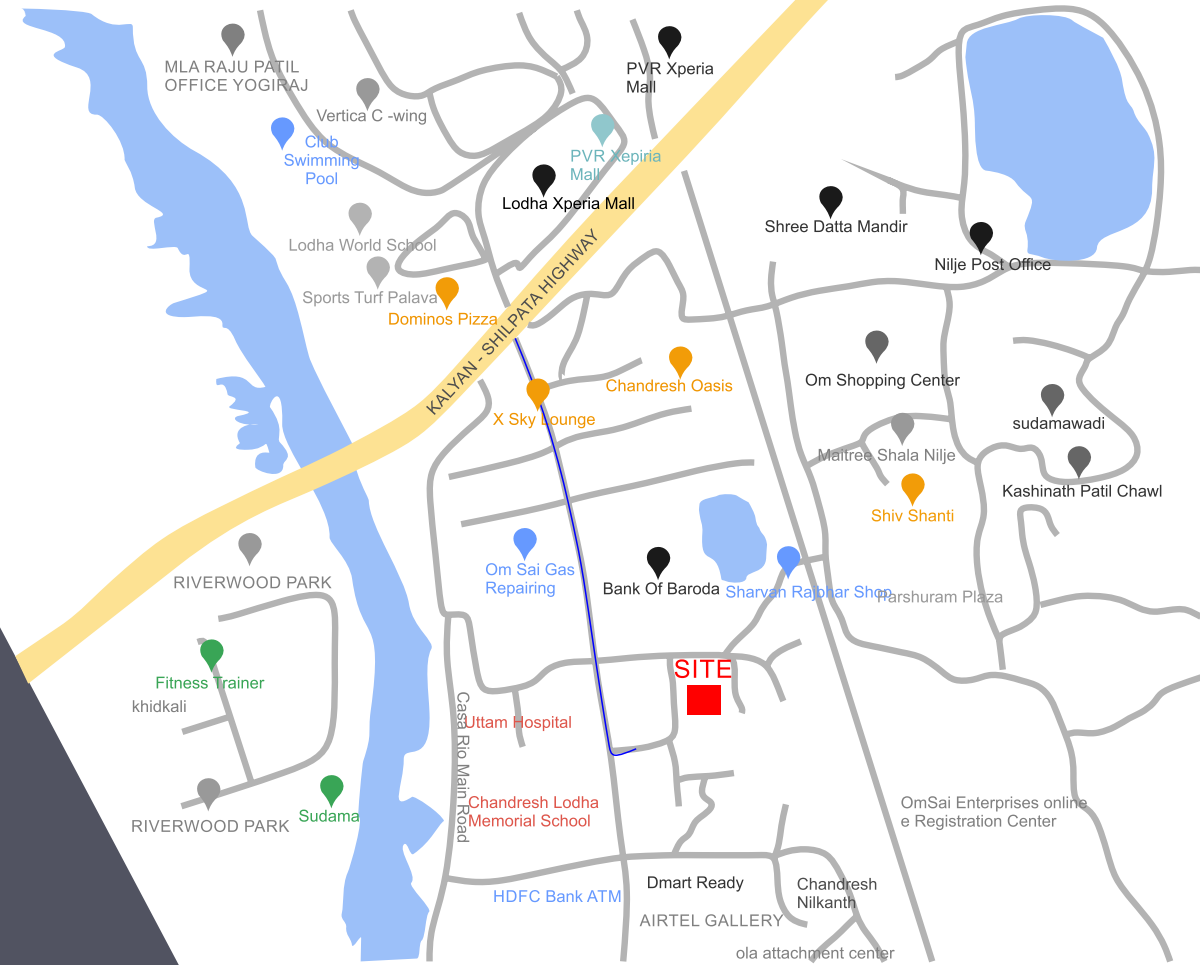 MLA RAJU PATIL
OFFICE YOGIRAJ
PVR Xperia
Mall
Vertica C -wing
Club
Swimming
Pool
PVR Xepiria
Mall
Lodha Xperia Mall
Shree Datta Mandir
Lodha World School
Nilje Post Office
KALYAN - SHILPATA HIGHWAY
Sports Turf Palava
Dominos Pizza
Chandresh Oasis
Om Shopping Center
X Sky Lounge
sudamawadi
Maitree Shala Nilje
Kashinath Patil Chawl
Shiv Shanti
Om Sai Gas
Repairing
RIVERWOOD PARK
Bank Of Baroda
Sharvan Rajbhar Shop
Parshuram Plaza
SITE
Fitness Trainer
khidkali
Casa Rio Main Road
Uttam Hospital
Chandresh Lodha
Memorial School
OmSai Enterprises online
e Registration Center
Sudama
RIVERWOOD PARK
HDFC Bank ATM
Dmart Ready
Chandresh
Nilkanth
AIRTEL GALLERY
ola attachment center